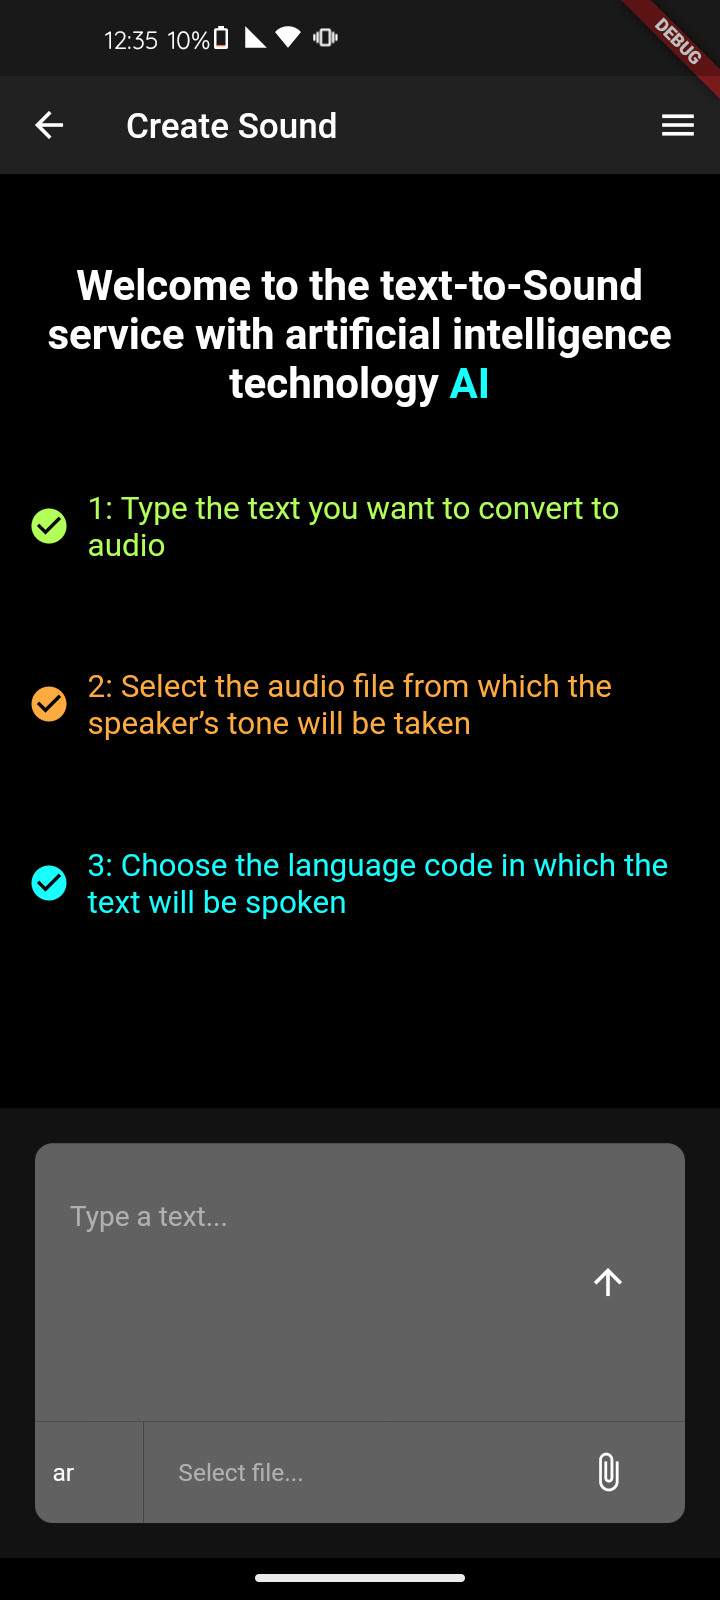 12:35 10%
DEBUG
Create Sound
Welcome to the text-to-Sound
service with artificial intelligence
technology AI
1: Type the text you want to convert to
audio
2: Select the audio file from which the
speaker’s tone will be taken
3: Choose the language code in which the
text will be spoken
Type a text...
ar
Select file...